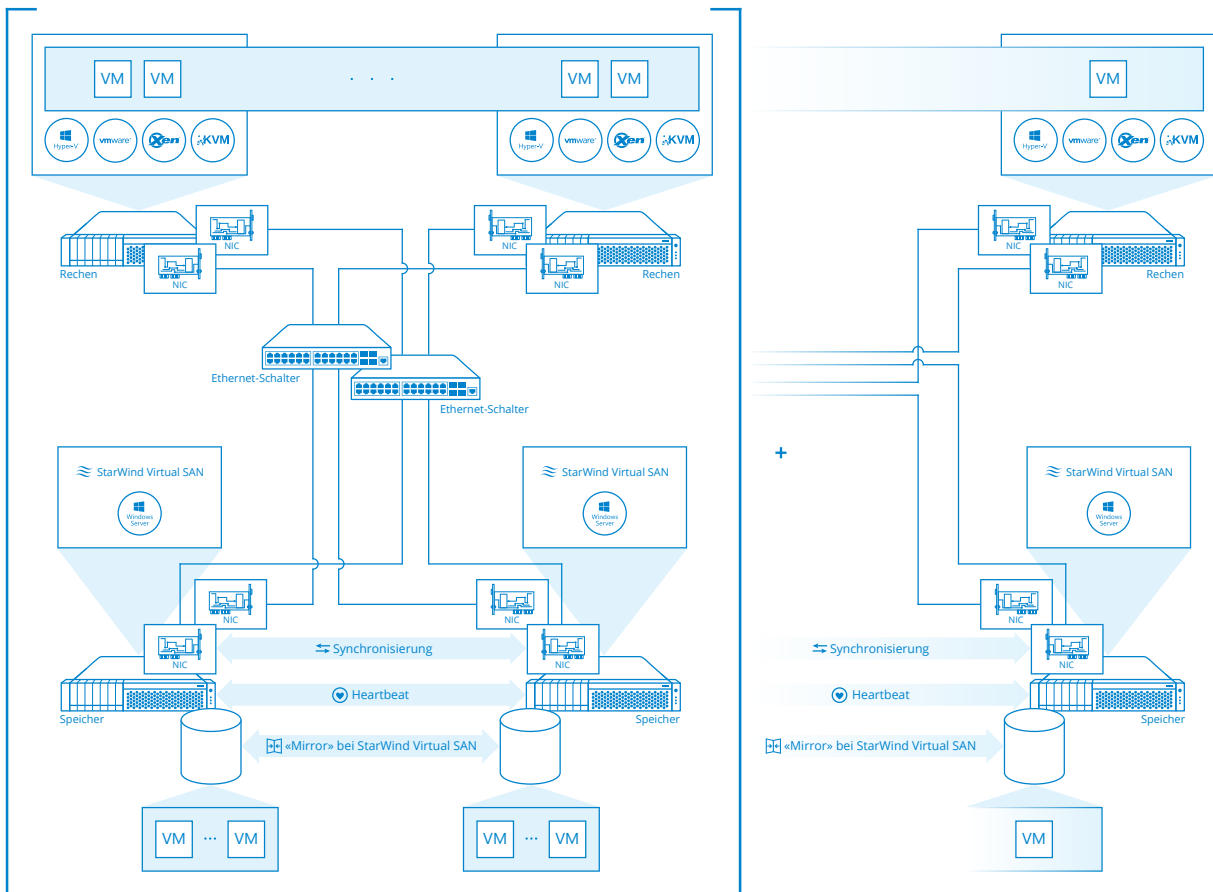 VM VM . . . VM VM VM
Hyper-V vmware Xen KVM Hyper-V vmware Xen KVM Hyper-V vmware Xen KVM
NIC NIC NIC
Rechen Rechen Rechen
NIC NIC NIC
Ethernet-Schalter
Ethernet-Schalter
+
StarWind Virtual SAN StarWind Virtual SAN StarWind Virtual SAN
Windows Server Windows Server Windows Server
NIC NIC NIC
Synchronisierung Synchronisierung
NIC NIC NIC
Heartbeat Heartbeat
Speicher Speicher Speicher
«Mirror» bei StarWind Virtual SAN «Mirror» bei StarWind Virtual SAN
VM ... VM VM ... VM VM